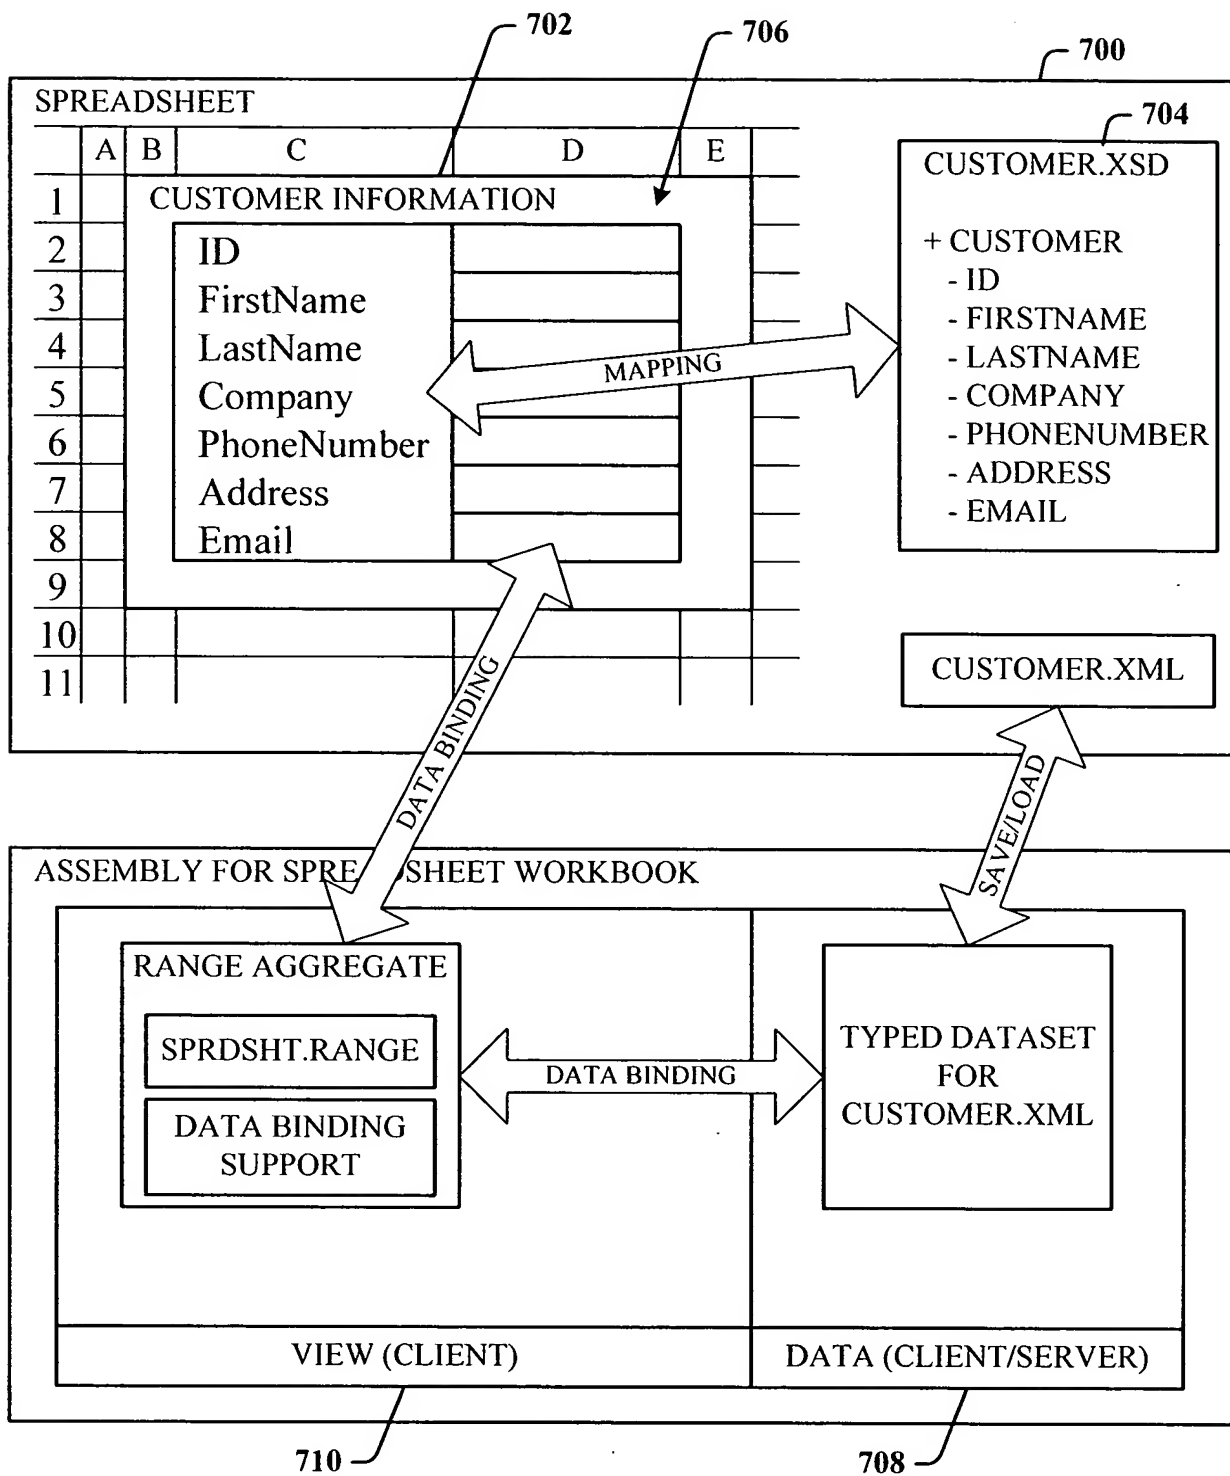 702
706
700
SPREADSHEET
704
A B C D E
CUSTOMER.XSD
1
CUSTOMER INFORMATION
2
ID
+ CUSTOMER
- ID
3
FirstName
- FIRSTNAME
4
LastName
- LASTNAME
MAPPING
5
Company
- COMPANY
6
PhoneNumber
- PHONENUMBER
7
Address
- ADDRESS
8
Email
- EMAIL
9
10
11
CUSTOMER.XML
DATA BINDING
SAVE/LOAD
ASSEMBLY FOR SPRE DSHEET WORKBOOK
RANGE AGGREGATE
SPRDSHT.RANGE
DATA BINDING
SUPPORT
DATA BINDING
TYPED DATASET
FOR
CUSTOMER.XML
VIEW (CLIENT)
DATA (CLIENT/SERVER)
710
708